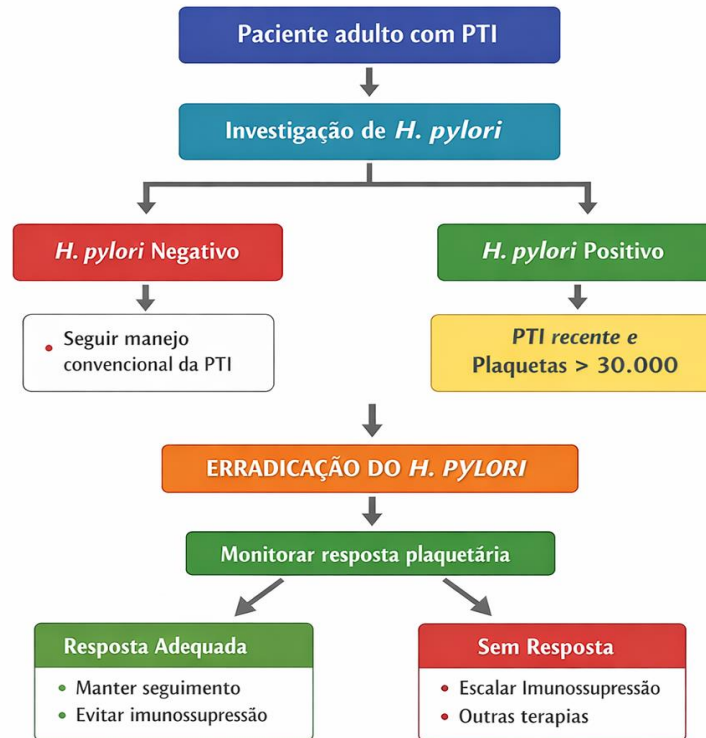 Paciente adulto com PTI
Investigação de H. pylori
H. pylori Negativo
H. pylori Positivo
• Seguir manejo
convencional da PTI
PTI recente e
Plaquetas > 30.000
ERRADICAÇÃO DO H. PYLORI
Monitorar resposta plaquetária
Resposta Adequada
• Manter seguimento
• Evitar imunossupressão
Sem Resposta
• Escalar Imunossupressão
• Outras terapias